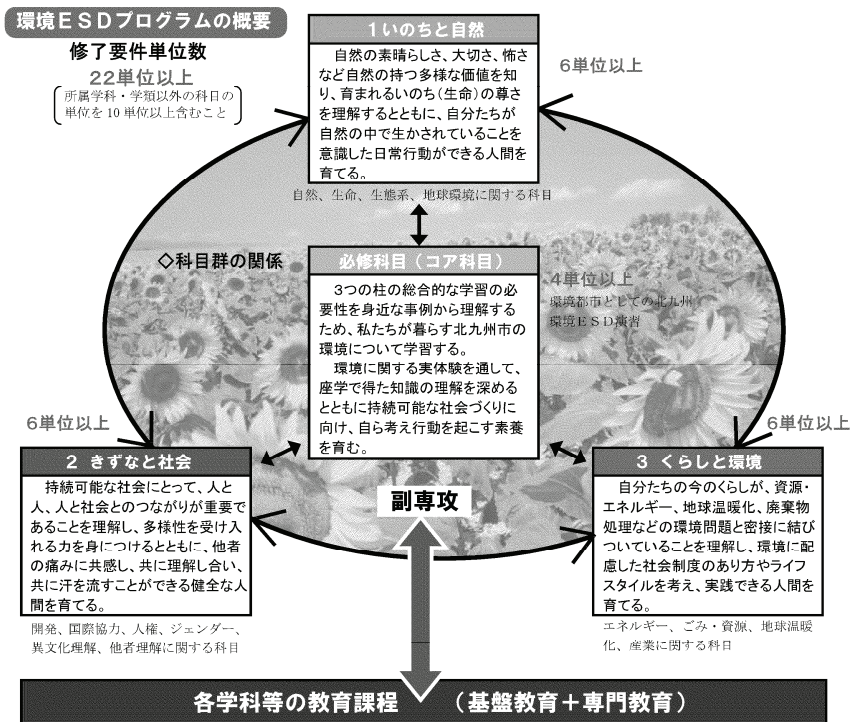 環境ESDプログラムの概要
修了要件単位数
22単位以上
所属学科・学類以外の科目の
単位を10単位以上含むこと
1いのちと自然
自然の素晴らしさ、大切さ、怖さ
など自然の持つ多様な価値を知
り、育まれるいのち(生命)の尊さ
を理解するとともに、自分たちが
自然の中で生かされていることを
意識した日常行動ができる人間を
育てる。
6単位以上
自然、生命、生態系、地球環境に関する科目
◇科目群の関係
必修科目(コア科目)
3つの柱の総合的な学習の必
要性を身近な事例から理解する
ため、私たちが暮らす北九州市の
環境について学習する。
環境に関する実体験を通して、
座学で得た知識の理解を深める
とともに持続可能な社会づくりに
向け、自ら考え行動を起こす素養
を育む。
4単位以上
環境都市としての北九州
環境ESD演習
6単位以上
2 きずなと社会
持続可能な社会にとって、人と
人、人と社会とのつながりが重要で
あることを理解し、多様性を受け入
れる力を身につけるとともに、他者
の痛みに共感し、共に理解し合い、
共に汗を流すことができる健全な人
間を育てる。
開発、国際協力、人権、ジェンダー、
異文化理解、他者理解に関する科目
6単位以上
3 くらしと環境
自分たちの今のくらしが、資源・
エネルギー、地球温暖化、廃棄物
処理などの環境問題と密接に結び
ついていることを理解し、環境に配
慮した社会制度のあり方やライフ
スタイルを考え、実践できる人間を
育てる。
エネルギー、ごみ・資源、地球温暖
化、産業に関する科目
副専攻
各学科等の教育課程 (基盤教育+専門教育)